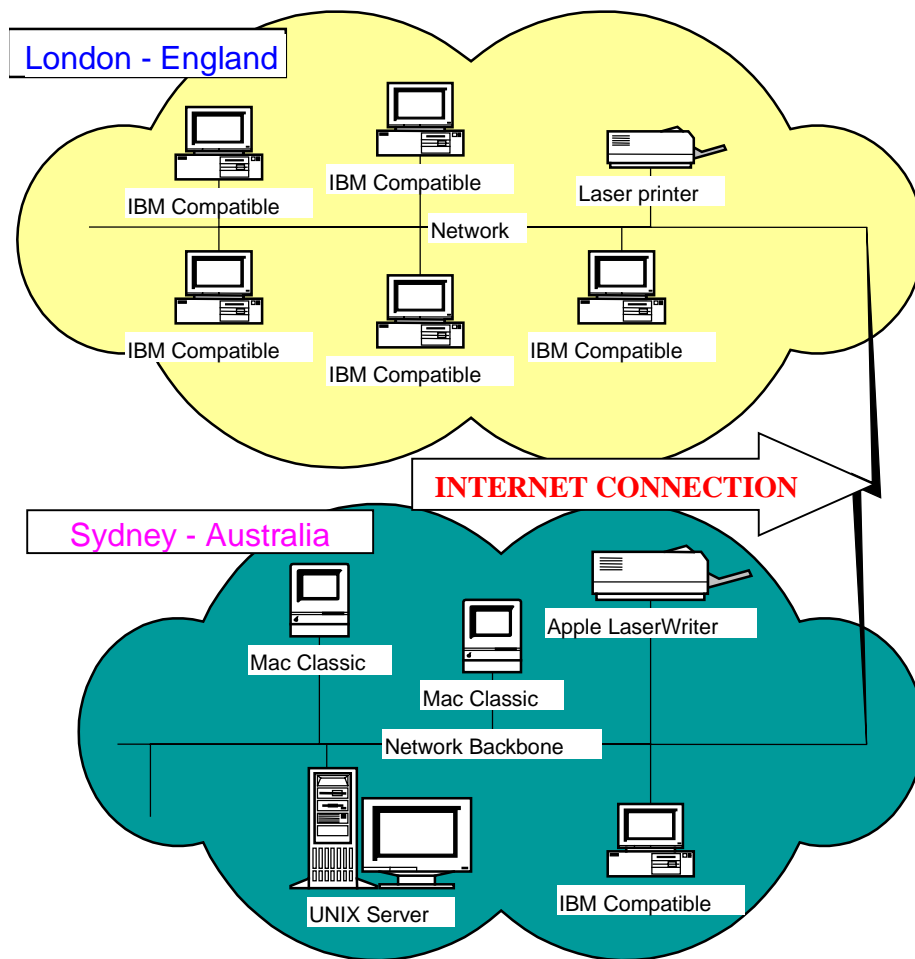 London - England
IBM Compatible
IBM Compatible
Laser printer
Network
IBM Compatible
IBM Compatible
IBM Compatible
INTERNET CONNECTION
Sydney - Australia
Mac Classic
Mac Classic
Apple LaserWriter
Network Backbone
UNIX Server
IBM Compatible